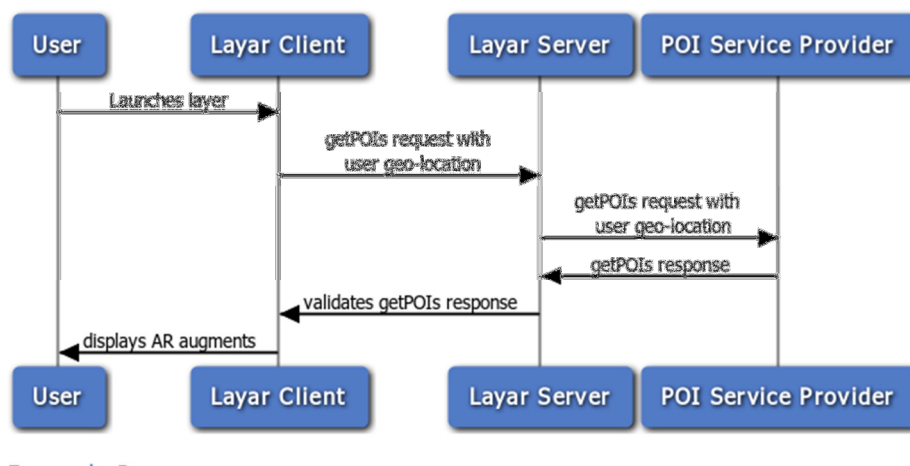 User
Layar Client
Layar Server
POI Service Provider
Launches layer
getPOIs request with
user geo-location
getPOIs request with
user geo-location
getPOIs response
validates getPOIs response
displays AR augments
User
Layar Client
Layar Server
POI Service Provider